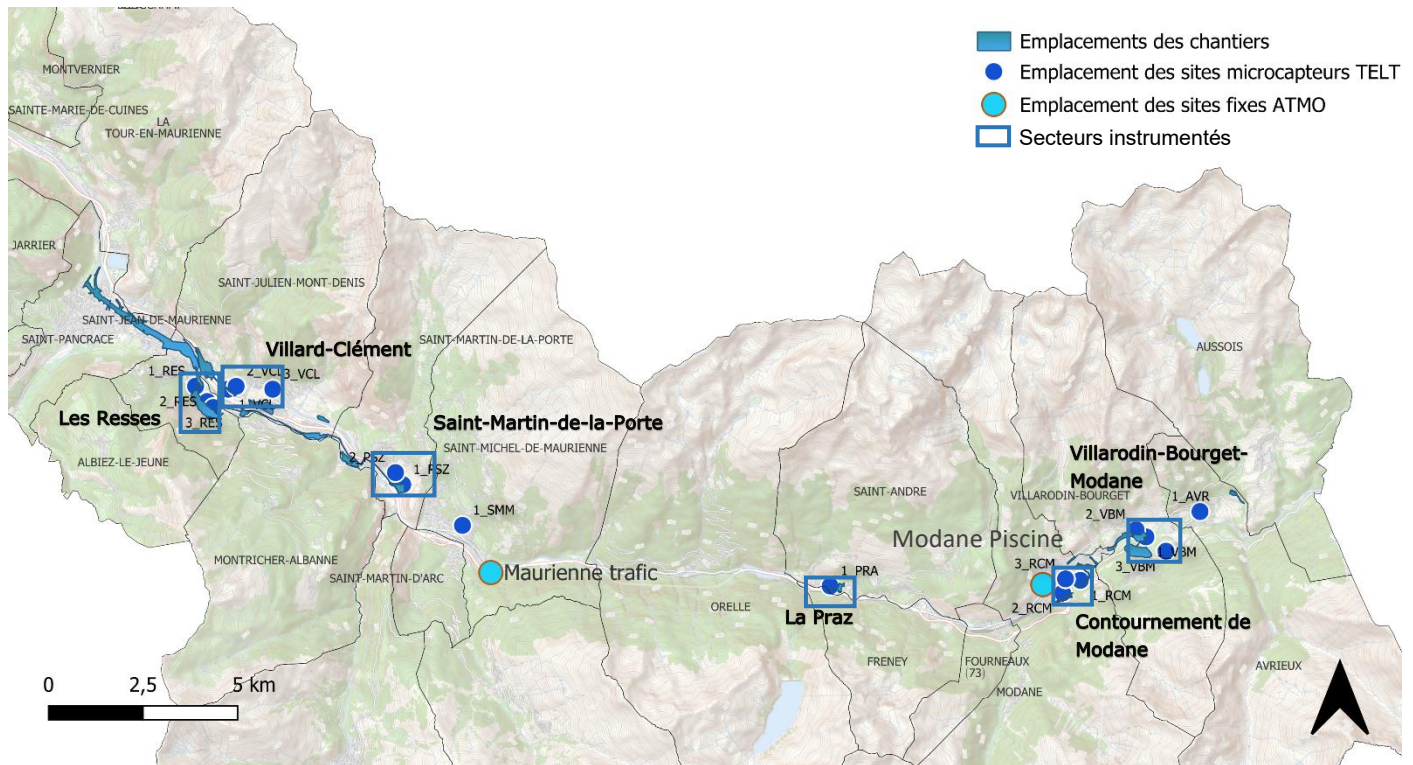 MONTVERNIER
SAINTE-MARIE-DE-CUINES
LA
TOUR-EN-MAURIENNE
Emplacements des chantiers
Emplacement des sites microcapteurs TELT
Emplacement des sites fixes ATMO
Secteurs instrumentés
JARRIER
SAINT-JULIEN-MONT-DENIS
SAINT-JEAN-DE-MAURIENNE
SAINT-PANCRACE
SAINT-MARTIN-DE-LA-PORTE
AUSSOIS
Villard-Clément
1_RES
2_VCL
3_VCL
1_VCL
2_RES
3_RES
Les Resses
Saint-Martin-de-la-Porte
SAINT-MICHEL-DE-MAURIENNE
ALBIEZ-LE-JEUNE
2_PSZ
1_PSZ
Villarodin-Bourget-
Modane
SAINT-ANDRE
VILLARODIN-BOURGET
1_AVR
1_SMM
2_VBM
Modane Piscine
1_VBM
3_VBM
MONTRICHER-ALBANNE
SAINT-MARTIN-D'ARC
Maurienne trafic
1_PRA
3_RCM
1_RCM
2_RCM
ORELLE
La Praz
Contournement de
Modane
FRENEY
FOURNEAUX
(73)
MODANE
AVRIEUX
0
2,5
5 km